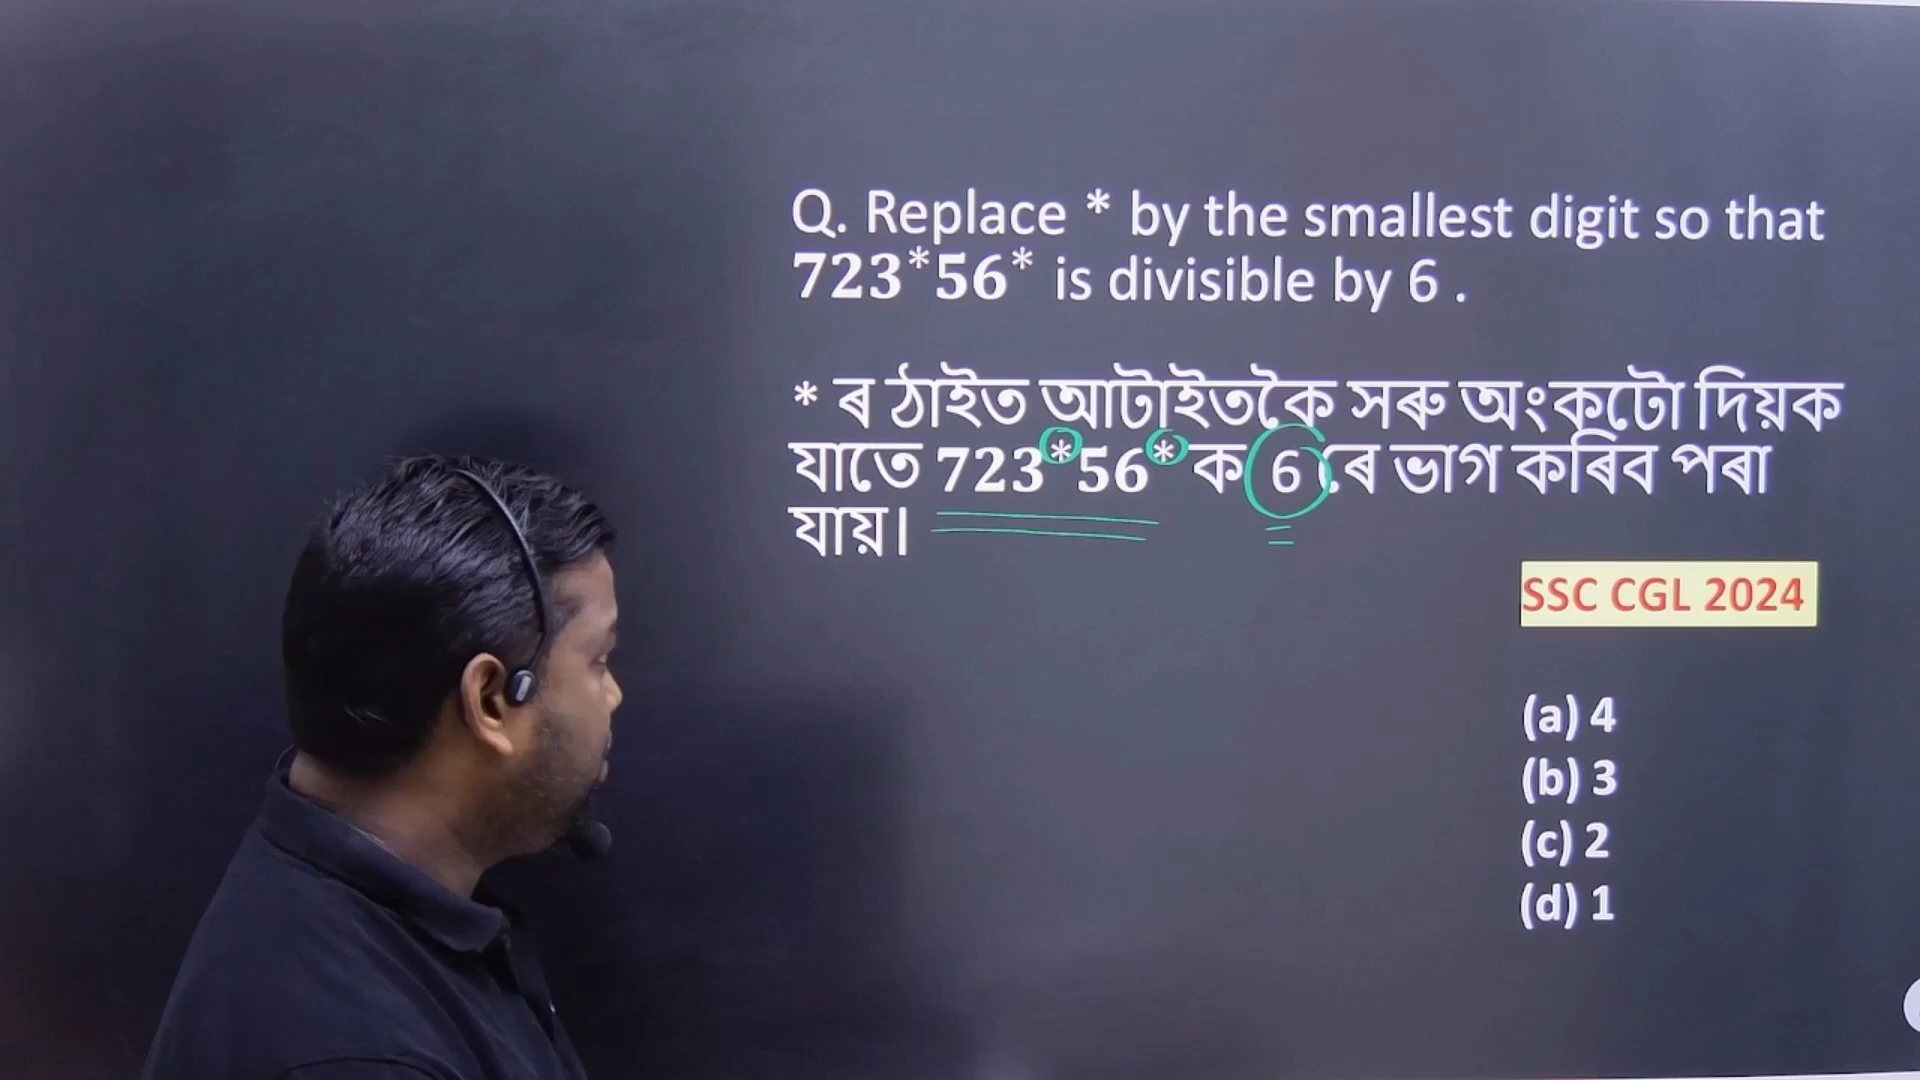 Q. Replace * by the smallest digit so that
723*56* is divisible by 6 .
* ৰ ঠাইত আটাইতকৈ সৰু অংকটো দিয়ক
যাতে 723*56* ক 6 ৰে ভাগ কৰিব পৰা
যায়।
SSC CGL 2024
(a) 4
(b) 3
(c) 2
(d) 1